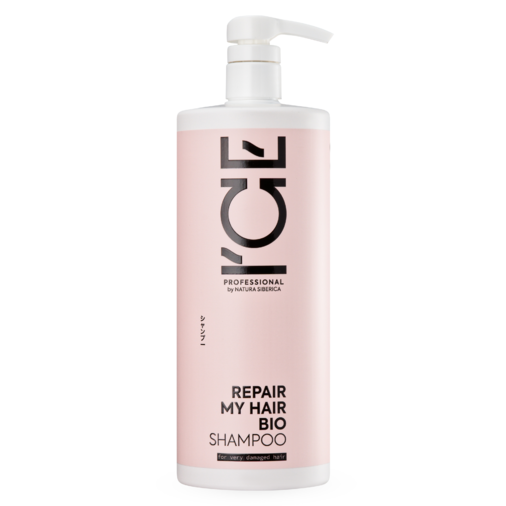 I'CE
PROFESSIONAL
by NATURA SIBERICA
シャンプー
REPAIR
MY HAIR
BIO
SHAMPOO
for very damaged hair